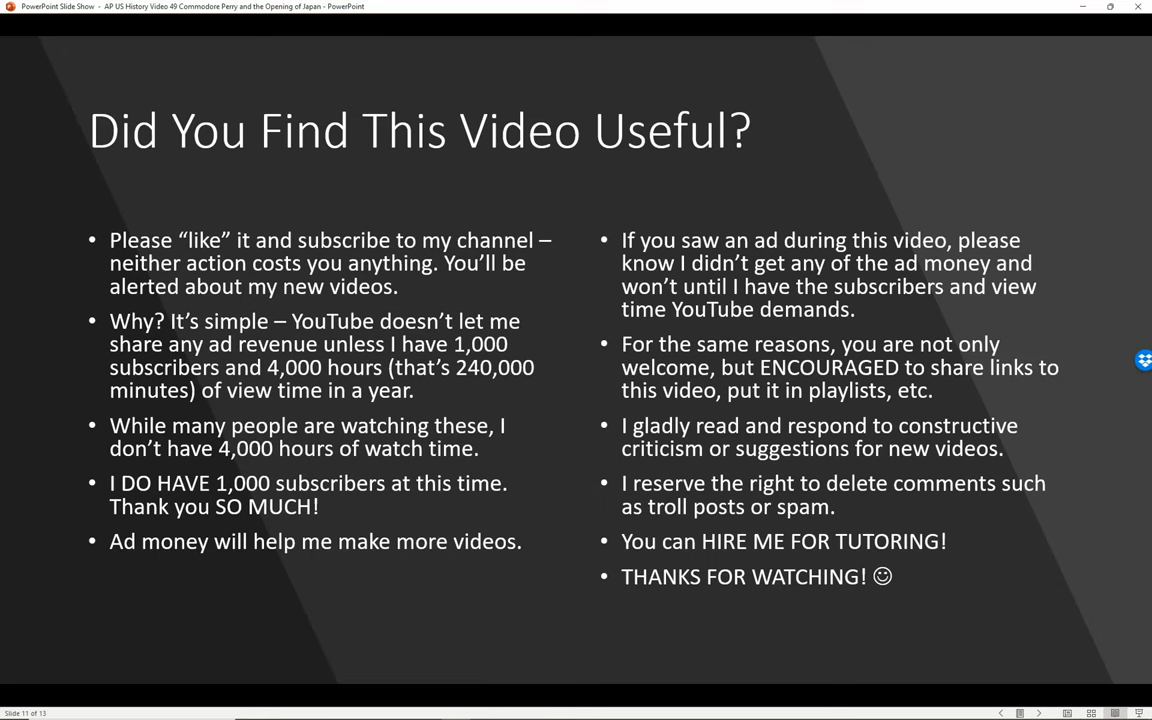 PowerPoint Slide Show - AP US History Video 49 Commodore Perry and the Opening of Japan - PowerPoint
Did You Find This Video Useful?
• Please “like” it and subscribe to my channel –
neither action costs you anything. You’ll be
alerted about my new videos.
• Why? It’s simple – YouTube doesn’t let me
share any ad revenue unless I have 1,000
subscribers and 4,000 hours (that’s 240,000
minutes) of view time in a year.
• While many people are watching these, I
don’t have 4,000 hours of watch time.
• I DO HAVE 1,000 subscribers at this time.
Thank you SO MUCH!
• Ad money will help me make more videos.
• If you saw an ad during this video, please
know I didn’t get any of the ad money and
won’t until I have the subscribers and view
time YouTube demands.
• For the same reasons, you are not only
welcome, but ENCOURAGED to share links to
this video, put it in playlists, etc.
• I gladly read and respond to constructive
criticism or suggestions for new videos.
• I reserve the right to delete comments such
as troll posts or spam.
• You can HIRE ME FOR TUTORING!
• THANKS FOR WATCHING! ☺
Slide 11 of 13